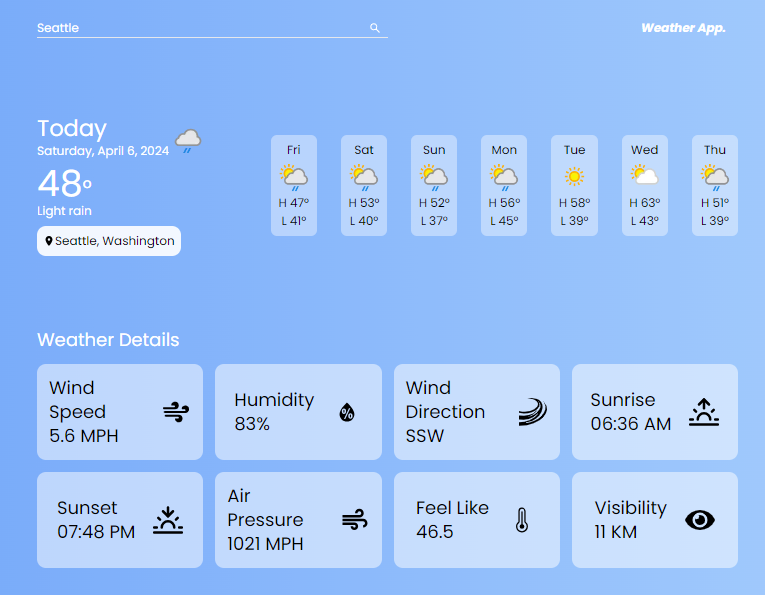 Seattle
Weather App.
Today
Saturday, April 6, 2024
48°
Light rain
Seattle, Washington
Fri
H 47°
L 41°
Sat
H 53°
L 40°
Sun
H 52°
L 37°
Mon
H 56°
L 45°
Tue
H 58°
L 39°
Wed
H 63°
L 43°
Thu
H 51°
L 39°
Weather Details
Wind
Speed
5.6 MPH
Humidity
83%
Wind
Direction
SSW
Sunrise
06:36 AM
Sunset
07:48 PM
Air
Pressure
1021 MPH
Feel Like
46.5
Visibility
11 KM